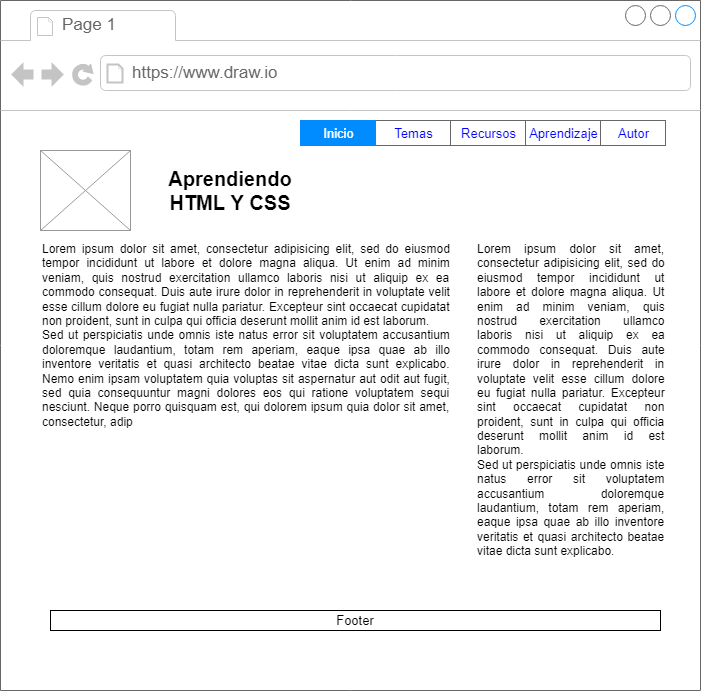 Page 1
https://www.draw.io
Inicio Temas Recursos Aprendizaje Autor
Aprendiendo
HTML Y CSS
Lorem ipsum dolor sit amet, consectetur adipisicing elit, sed do eiusmod
tempor incididunt ut labore et dolore magna aliqua. Ut enim ad minim
veniam, quis nostrud exercitation ullamco laboris nisi ut aliquip ex ea
commodo consequat. Duis aute irure dolor in reprehenderit in voluptate velit
esse cillum dolore eu fugiat nulla pariatur. Excepteur sint occaecat cupidatat
non proident, sunt in culpa qui officia deserunt mollit anim id est laborum.
Sed ut perspiciatis unde omnis iste natus error sit voluptatem accusantium
doloremque laudantium, totam rem aperiam, eaque ipsa quae ab illo
inventore veritatis et quasi architecto beatae vitae dicta sunt explicabo.
Nemo enim ipsam voluptatem quia voluptas sit aspernatur aut odit aut fugit,
sed quia consequuntur magni dolores eos qui ratione voluptatem sequi
nesciunt. Neque porro quisquam est, qui dolorem ipsum quia dolor sit amet,
consectetur, adip
Lorem ipsum dolor sit amet,
consectetur adipisicing elit, sed do
eiusmod tempor incididunt ut
labore et dolore magna aliqua. Ut
enim ad minim veniam, quis
nostrud exercitation ullamco
laboris nisi ut aliquip ex ea
commodo consequat. Duis aute
irure dolor in reprehenderit in
voluptate velit esse cillum dolore
eu fugiat nulla pariatur. Excepteur
sint occaecat cupidatat non
proident, sunt in culpa qui officia
deserunt mollit anim id est
laborum.
Sed ut perspiciatis unde omnis iste
natus error sit voluptatem
accusantium doloremque
laudantium, totam rem aperiam,
eaque ipsa quae ab illo inventore
veritatis et quasi architecto beatae
vitae dicta sunt explicabo.
Footer